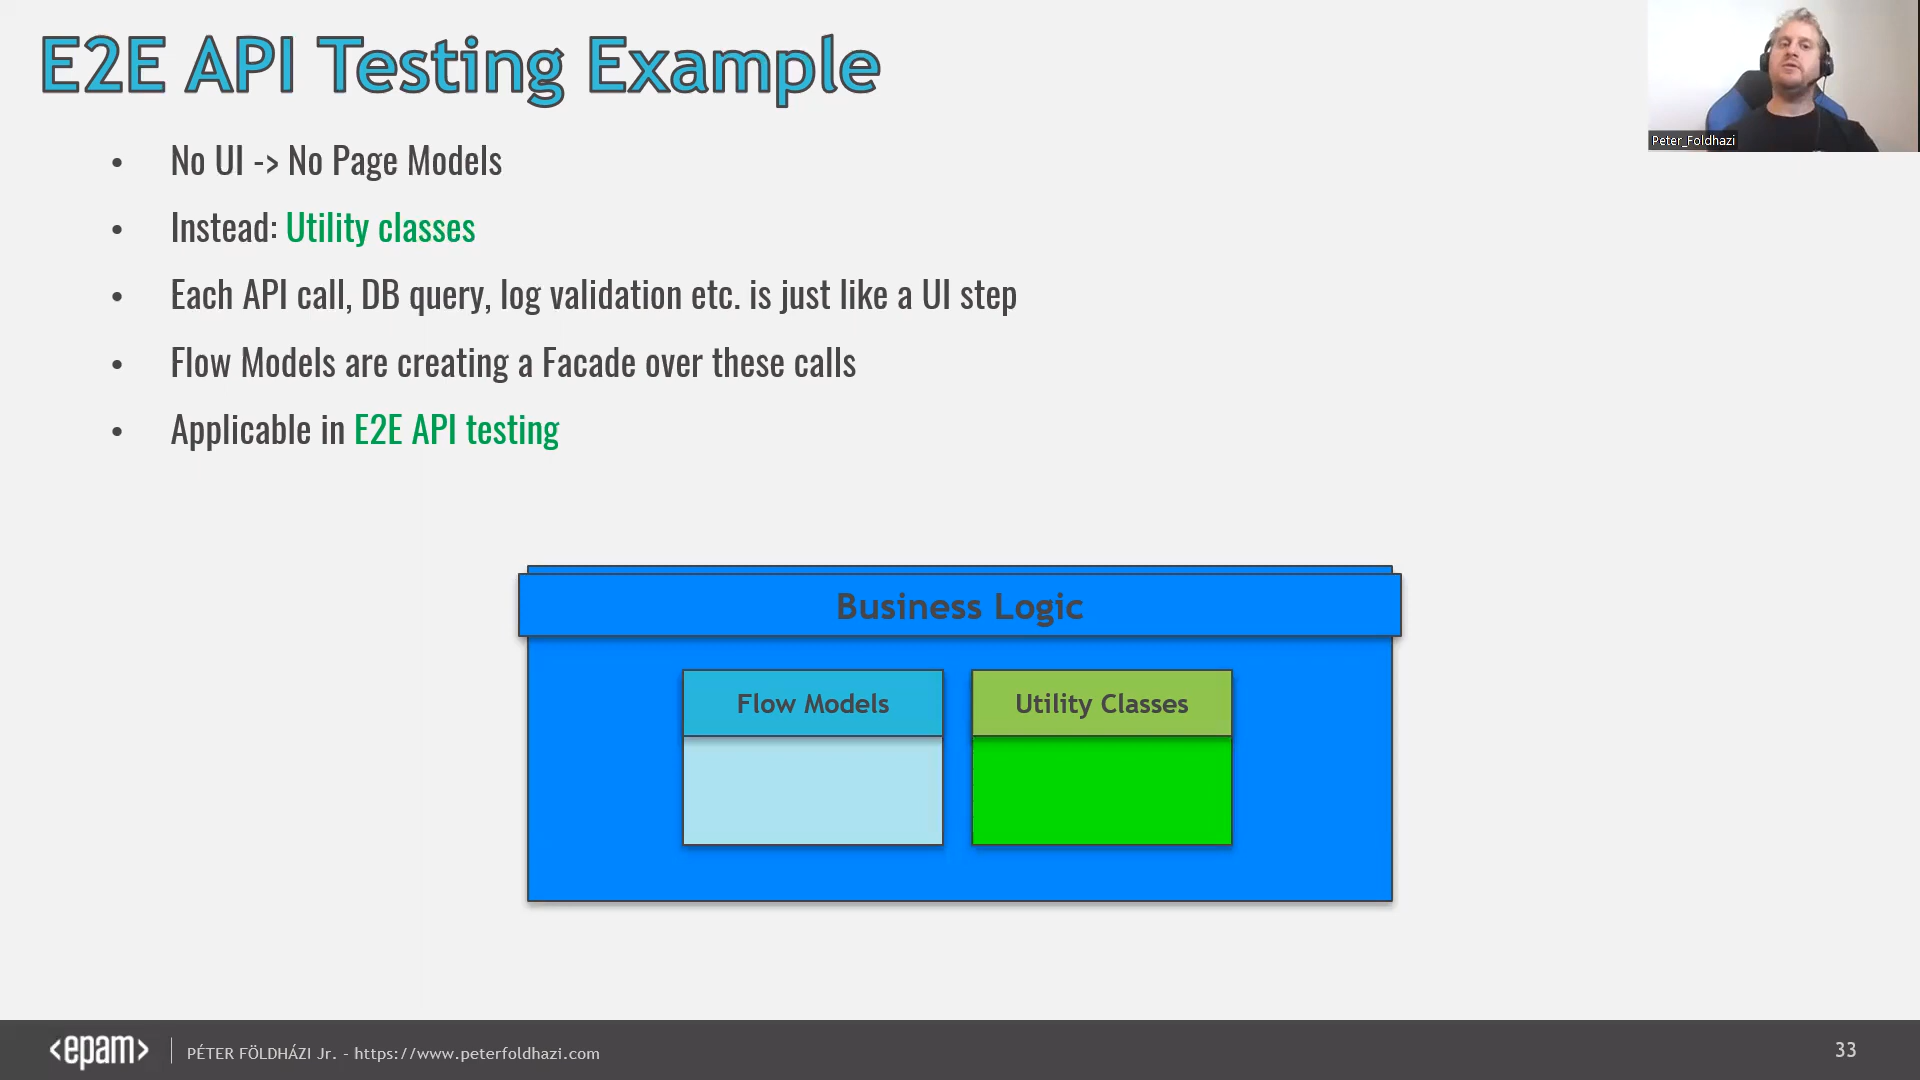 E2E API Testing Example
Peter_Foldhazi
• No UI -> No Page Models
• Instead: Utility classes
• Each API call, DB query, log validation etc. is just like a UI step
• Flow Models are creating a Facade over these calls
• Applicable in E2E API testing
Business Logic
Flow Models
Utility Classes
<epam>
PÉTER FÖLDHÁZI Jr. - https://www.peterfoldhazi.com
33